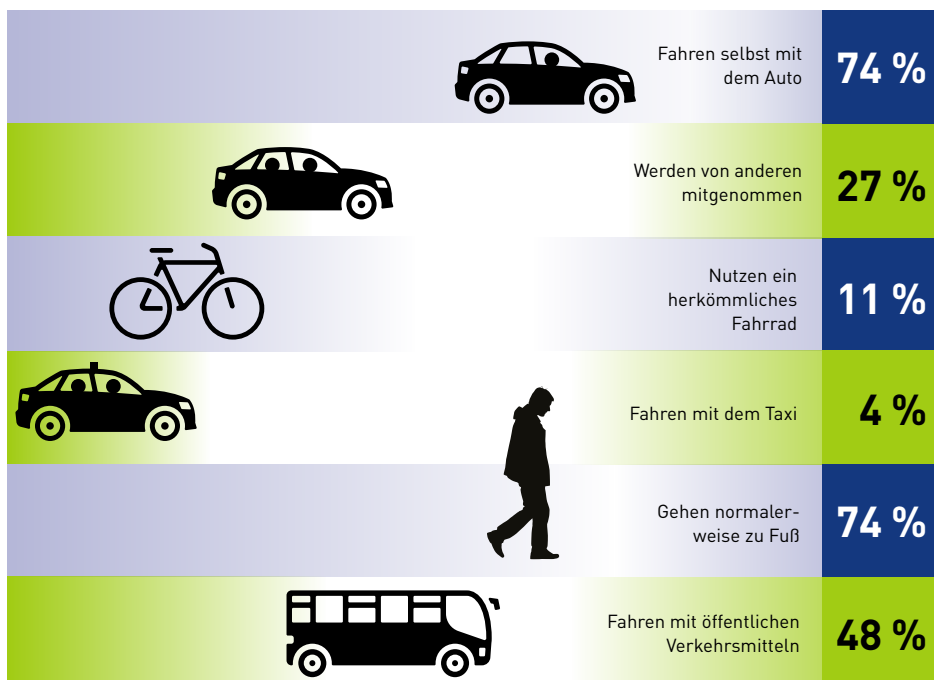 Fahren selbst mit
dem Auto
74 %
Werden von anderen
mitgenommen
27 %
Nutzen ein
herkömmliches
Fahrrad
11 %
Fahren mit dem Taxi
4 %
Gehen normaler-
weise zu Fuß
74 %
Fahren mit öffentlichen
Verkehrsmitteln
48 %